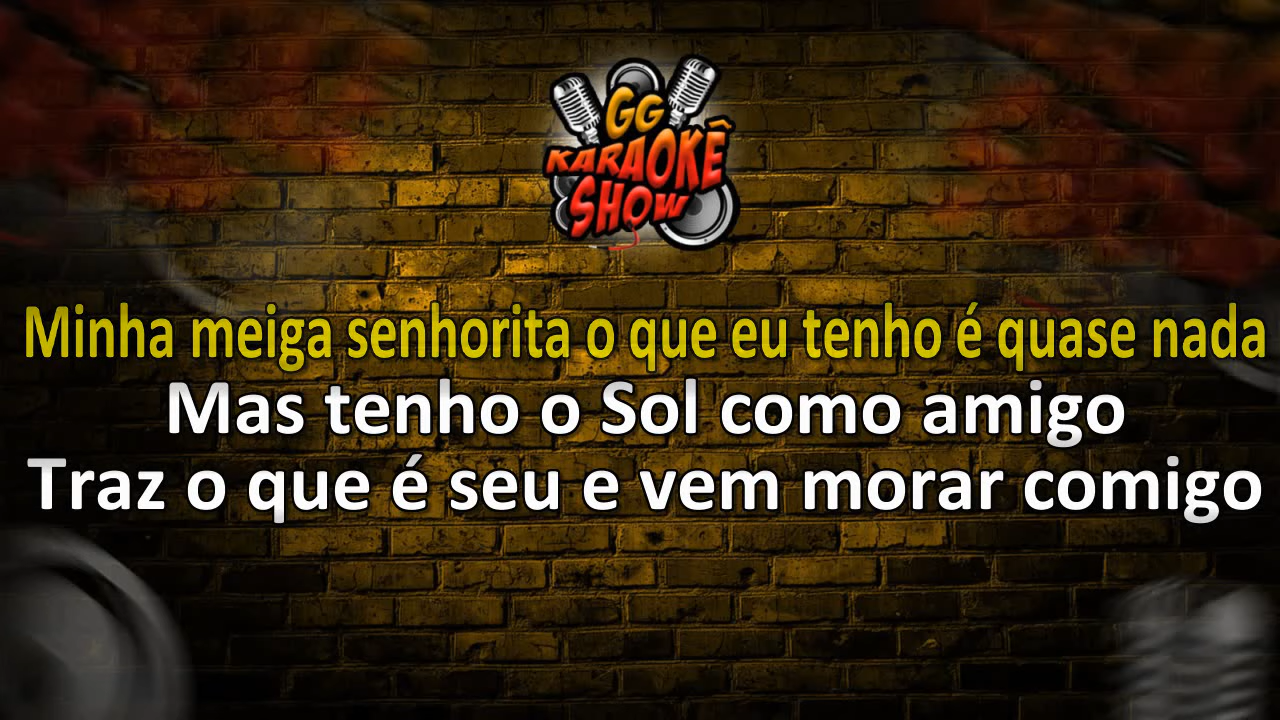 GG
KARAOKÊ
SHOW
Minha meiga senhorita o que eu tenho é quase nada
Mas tenho o Sol como amigo
Traz o que é seu e vem morar comigo